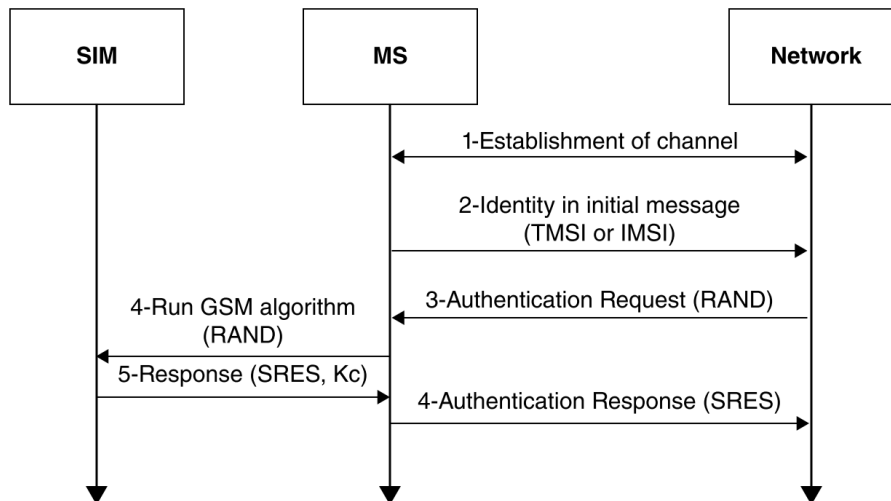 SIM
MS
Network
1-Establishment of channel
2-Identity in initial message
(TMSI or IMSI)
3-Authentication Request (RAND)
4-Run GSM algorithm
(RAND)
5-Response (SRES, Kc)
4-Authentication Response (SRES)